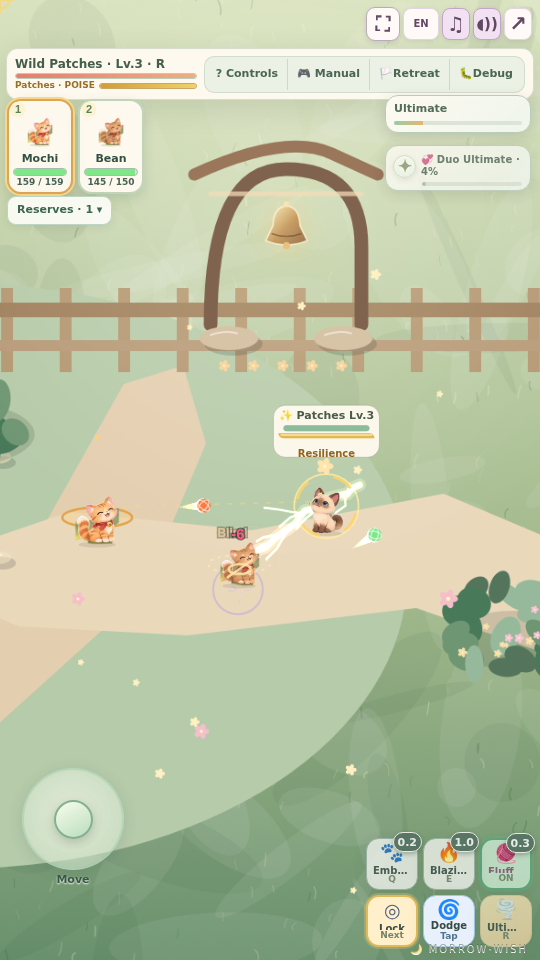 EN
Wild Patches · Lv.3 · R
Patches · POISE
? Controls
🎮 Manual
🏳️Retreat
🐛Debug
1
Mochi
159 / 159
2
Bean
145 / 150
Reserves · 1 ▾
Ultimate
💞 Duo Ultimate ·
4%
✨ Patches Lv.3
Resilience
-6
Move
0.2
Emb…
Q
1.0
Blazi…
E
0.3
Fluff
ON
Lock
Next
Dodge
Tap
Ulti…
R
🌙 MORROW-WISH